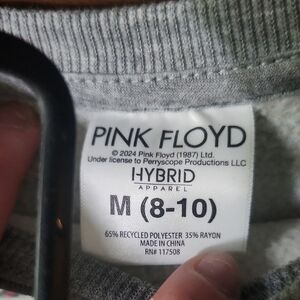 PINK FLOYD
© 2024 Pink Floyd (1987) Ltd.
Under license to Perryscope Productions LLC
HYBRID
APPAREL
M (8-10)
65% RECYCLED POLYESTER 35% RAYON
MADE IN CHINA
RN# 117508